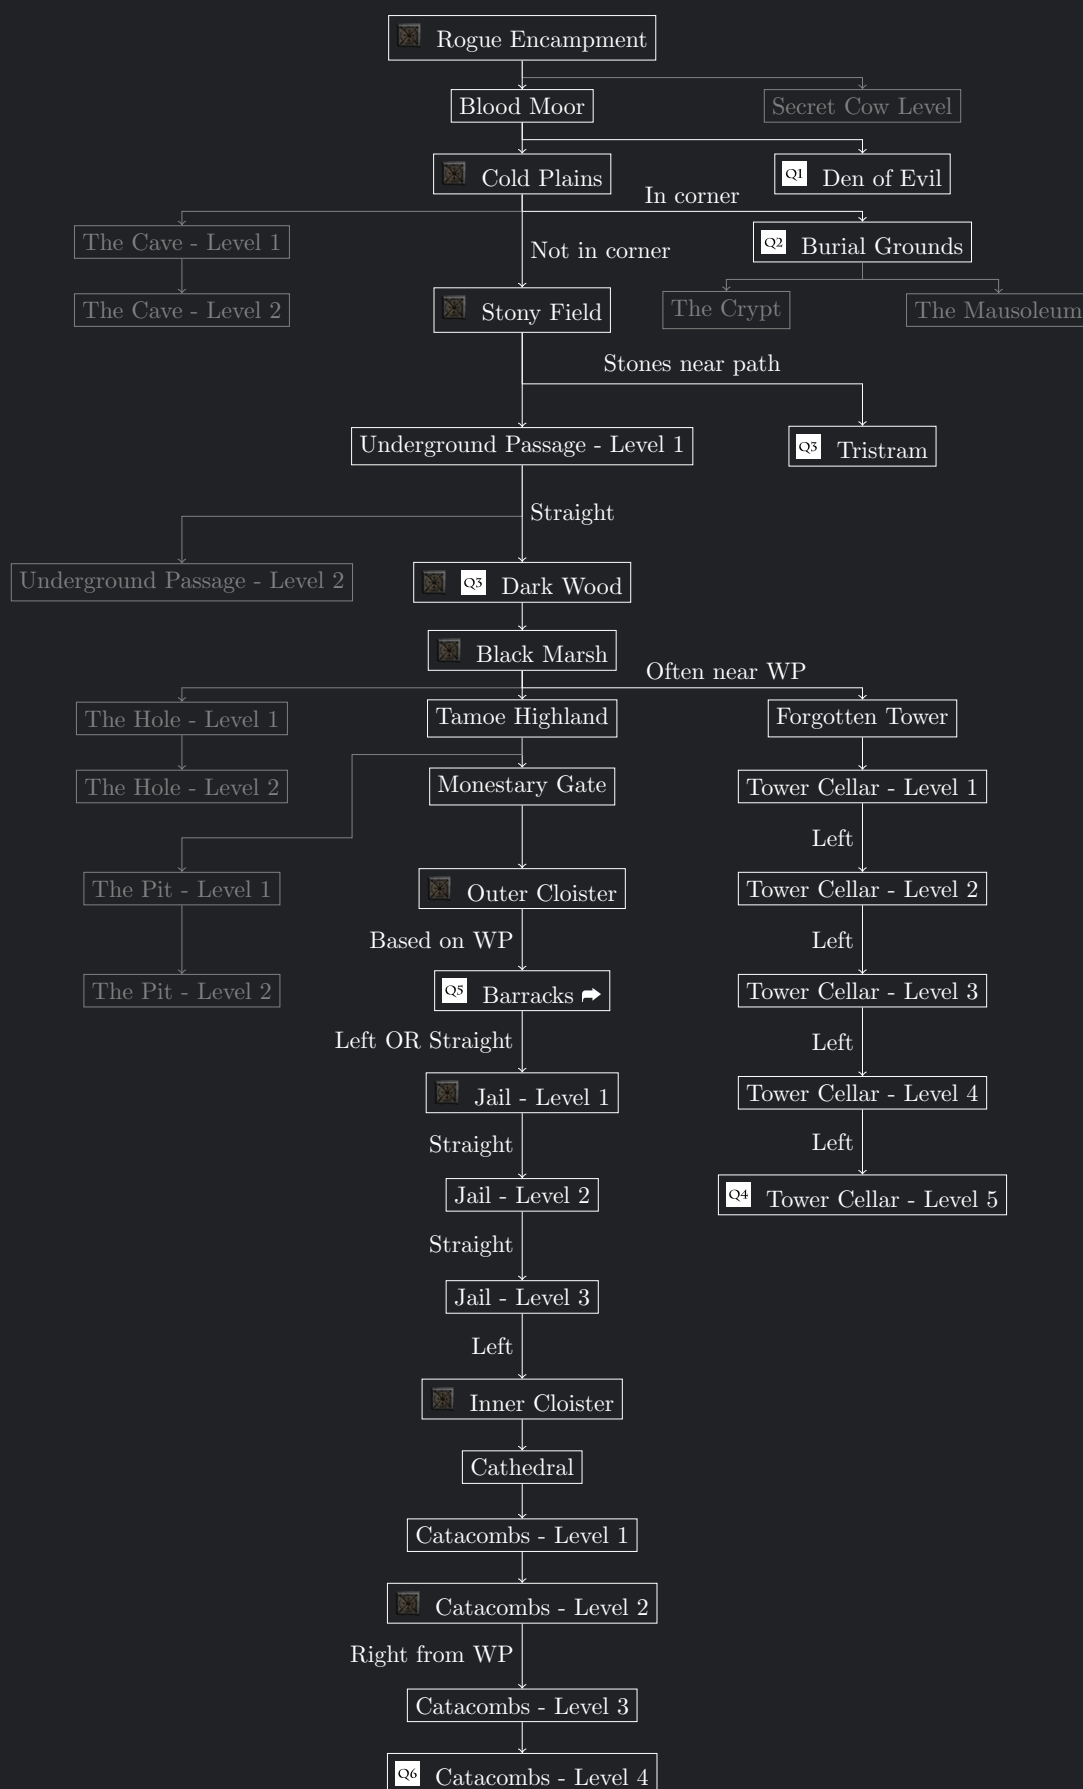 Rogue Encampment
Blood Moor
Secret Cow Level
Cold Plains
Q1 Den of Evil
In corner
The Cave - Level 1
Not in corner
Q2 Burial Grounds
The Cave - Level 2
Stony Field
The Crypt
The Mausoleum
Stones near path
Underground Passage - Level 1
Q3 Tristram
Straight
Underground Passage - Level 2
Q3 Dark Wood
Black Marsh
Often near WP
The Hole - Level 1
Tamoe Highland
Forgotten Tower
The Hole - Level 2
Monestary Gate
Tower Cellar - Level 1
Left
The Pit - Level 1
Outer Cloister
Tower Cellar - Level 2
Based on WP
Left
The Pit - Level 2
Q5 Barracks
Tower Cellar - Level 3
Left OR Straight
Left
Jail - Level 1
Tower Cellar - Level 4
Straight
Left
Jail - Level 2
Q4 Tower Cellar - Level 5
Straight
Jail - Level 3
Left
Inner Cloister
Cathedral
Catacombs - Level 1
Catacombs - Level 2
Right from WP
Catacombs - Level 3
Q6 Catacombs - Level 4